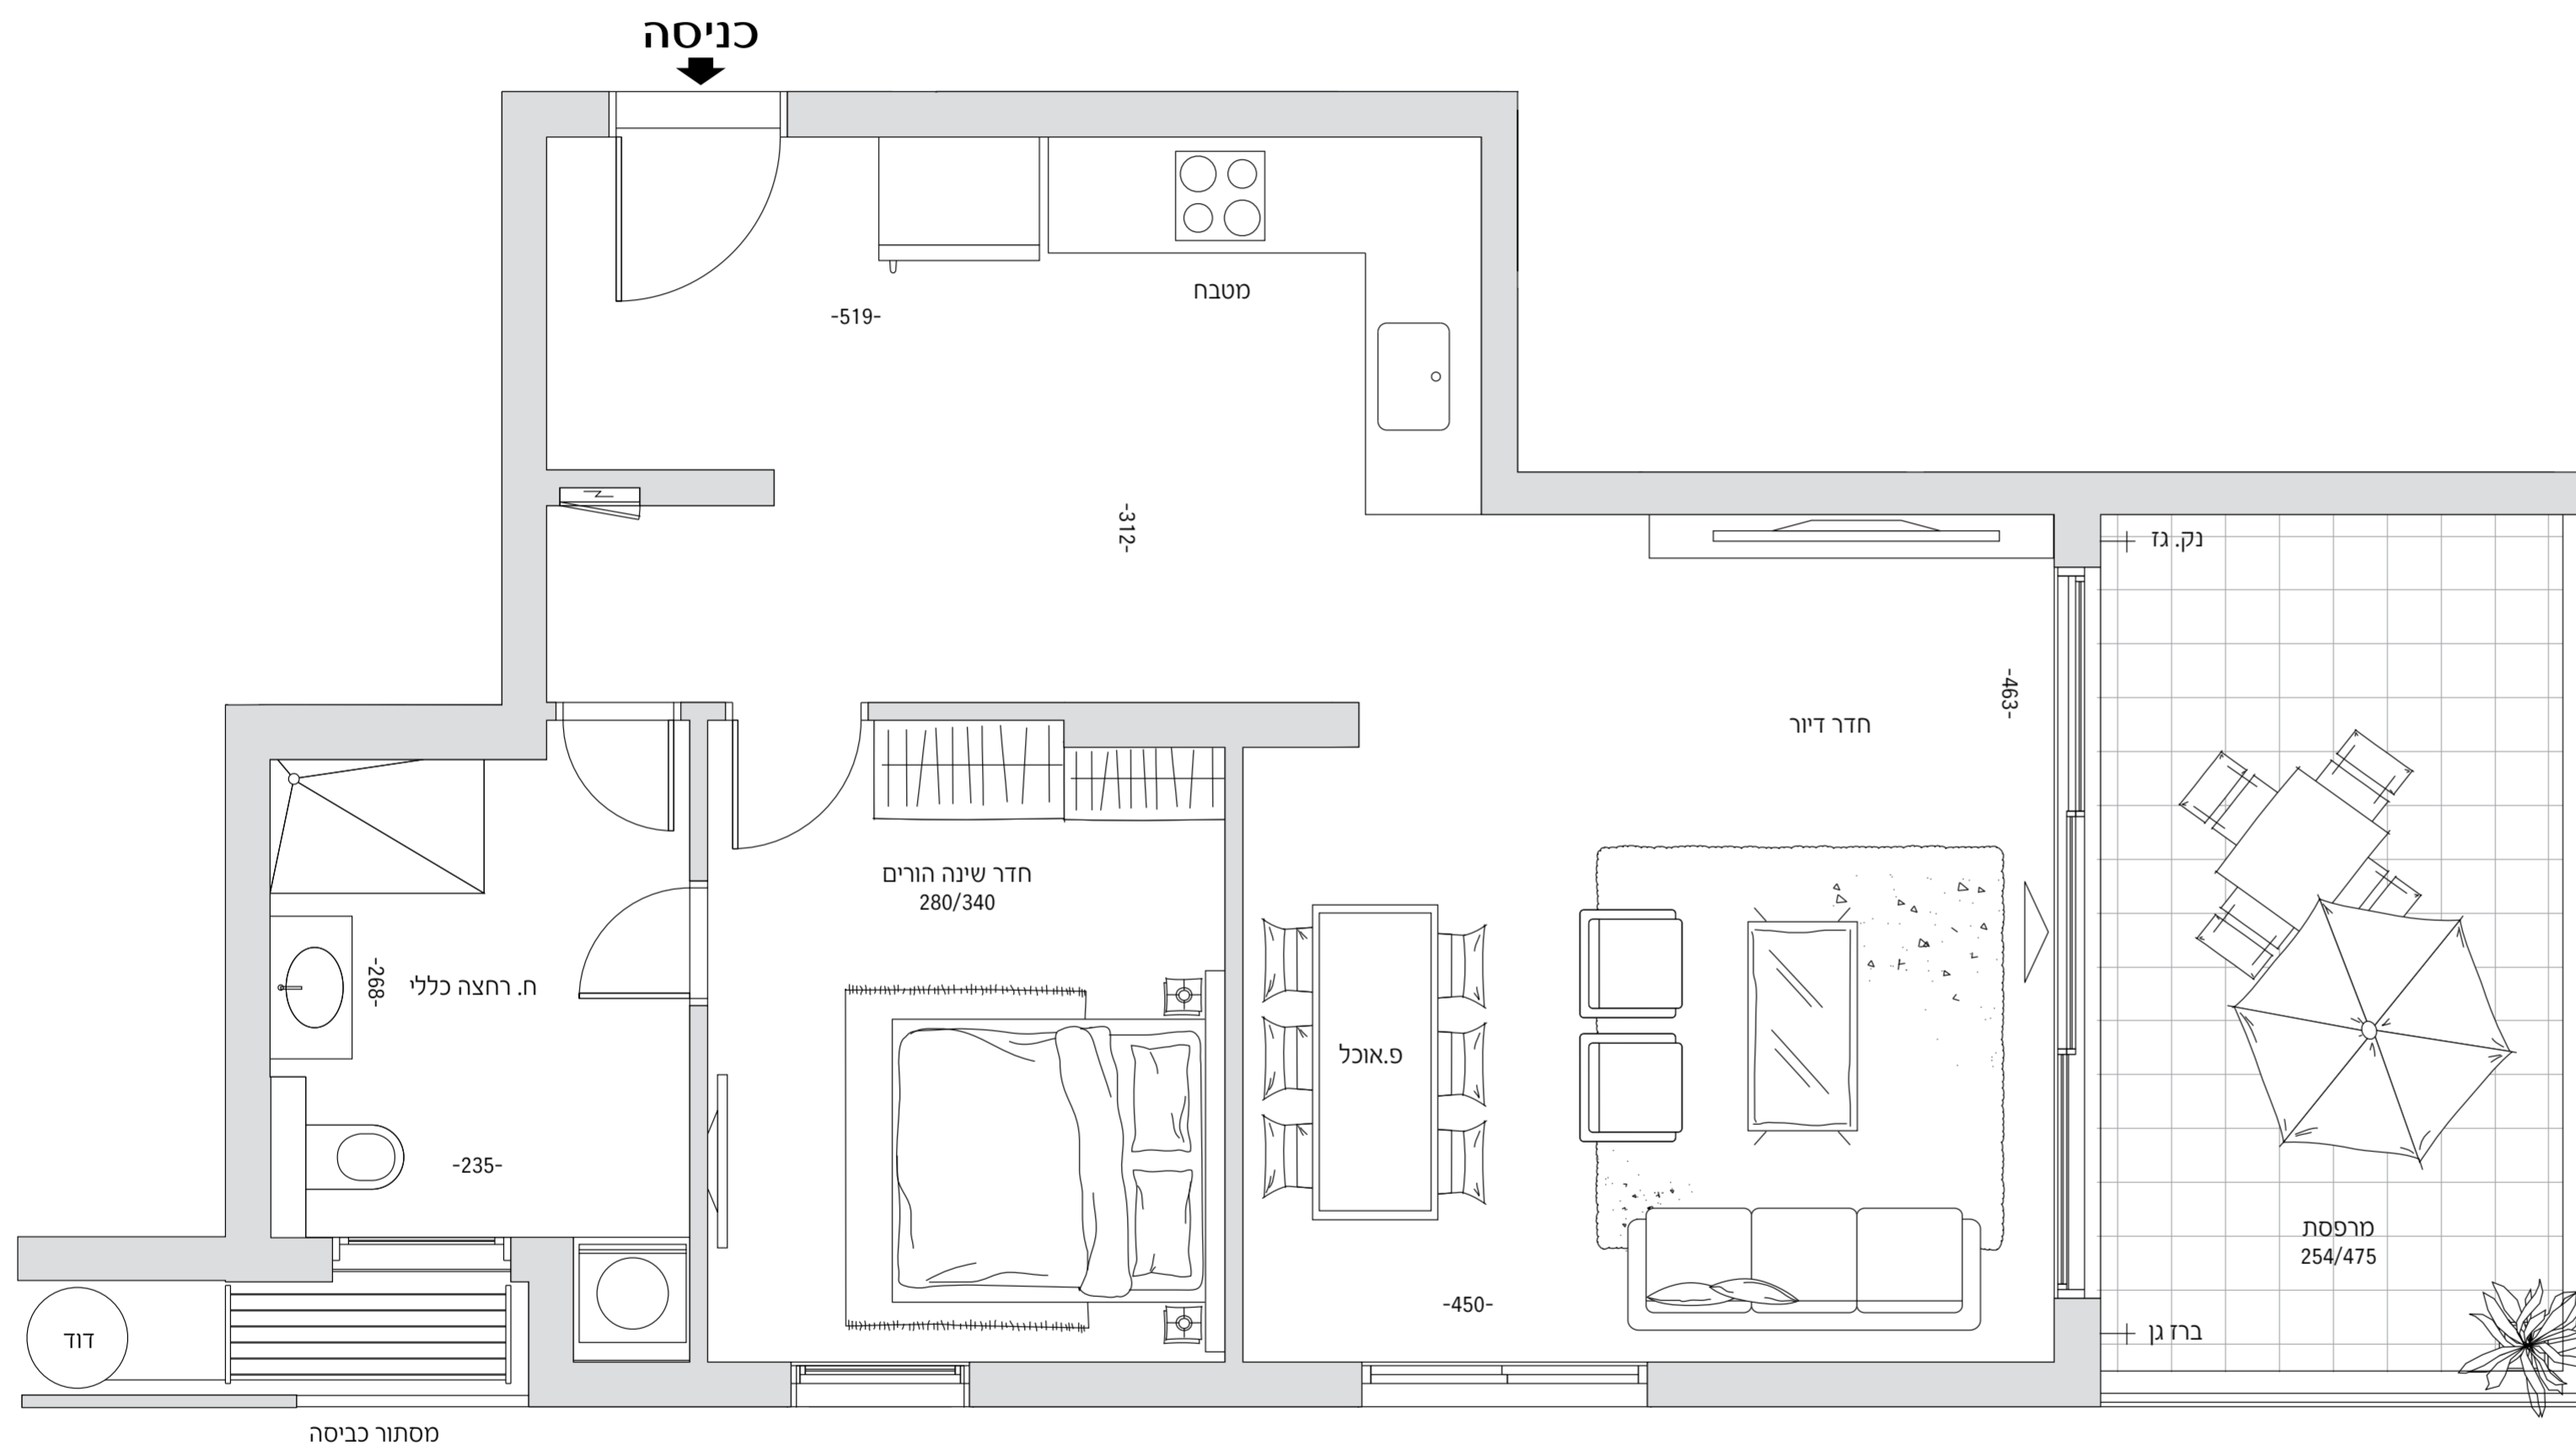 כניסה
מטבח
-519-
-312-
נק. גז
-463-
חדר דיור
חדר שינה הורים
280/340
-268-
ח. רחצה כללי
פ.אוכל
-235-
מרפסת
254/475
-450-
ברז גן
דוד
מסתור כביסה